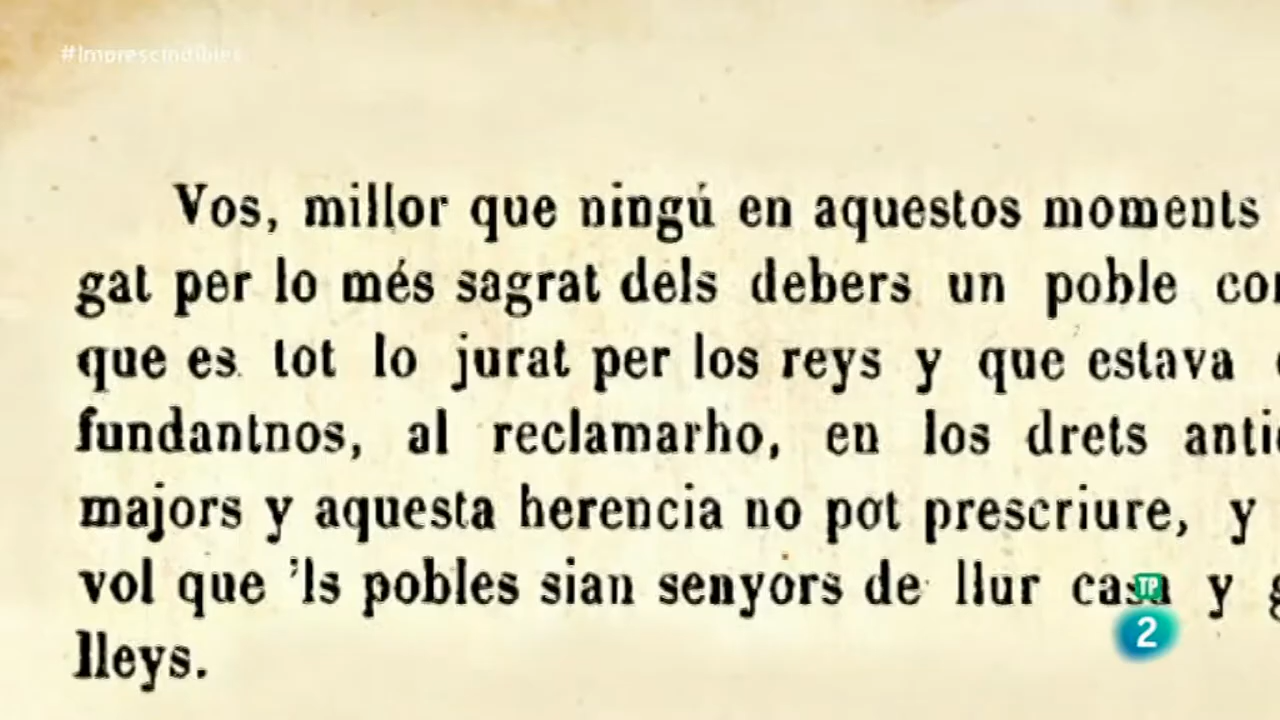 #Imprescindibles
Vos, millor que ningú en aquestos moments
gat per lo més sagrat dels debers un poble
que es tot lo jurat per los reys y que estava
fundantnos, al reclamarho, en los drets
majors y aquesta herencia no pot prescriure, y
vol que 'ls pobles sian senyors de llur casa y
lleys.
TP
2